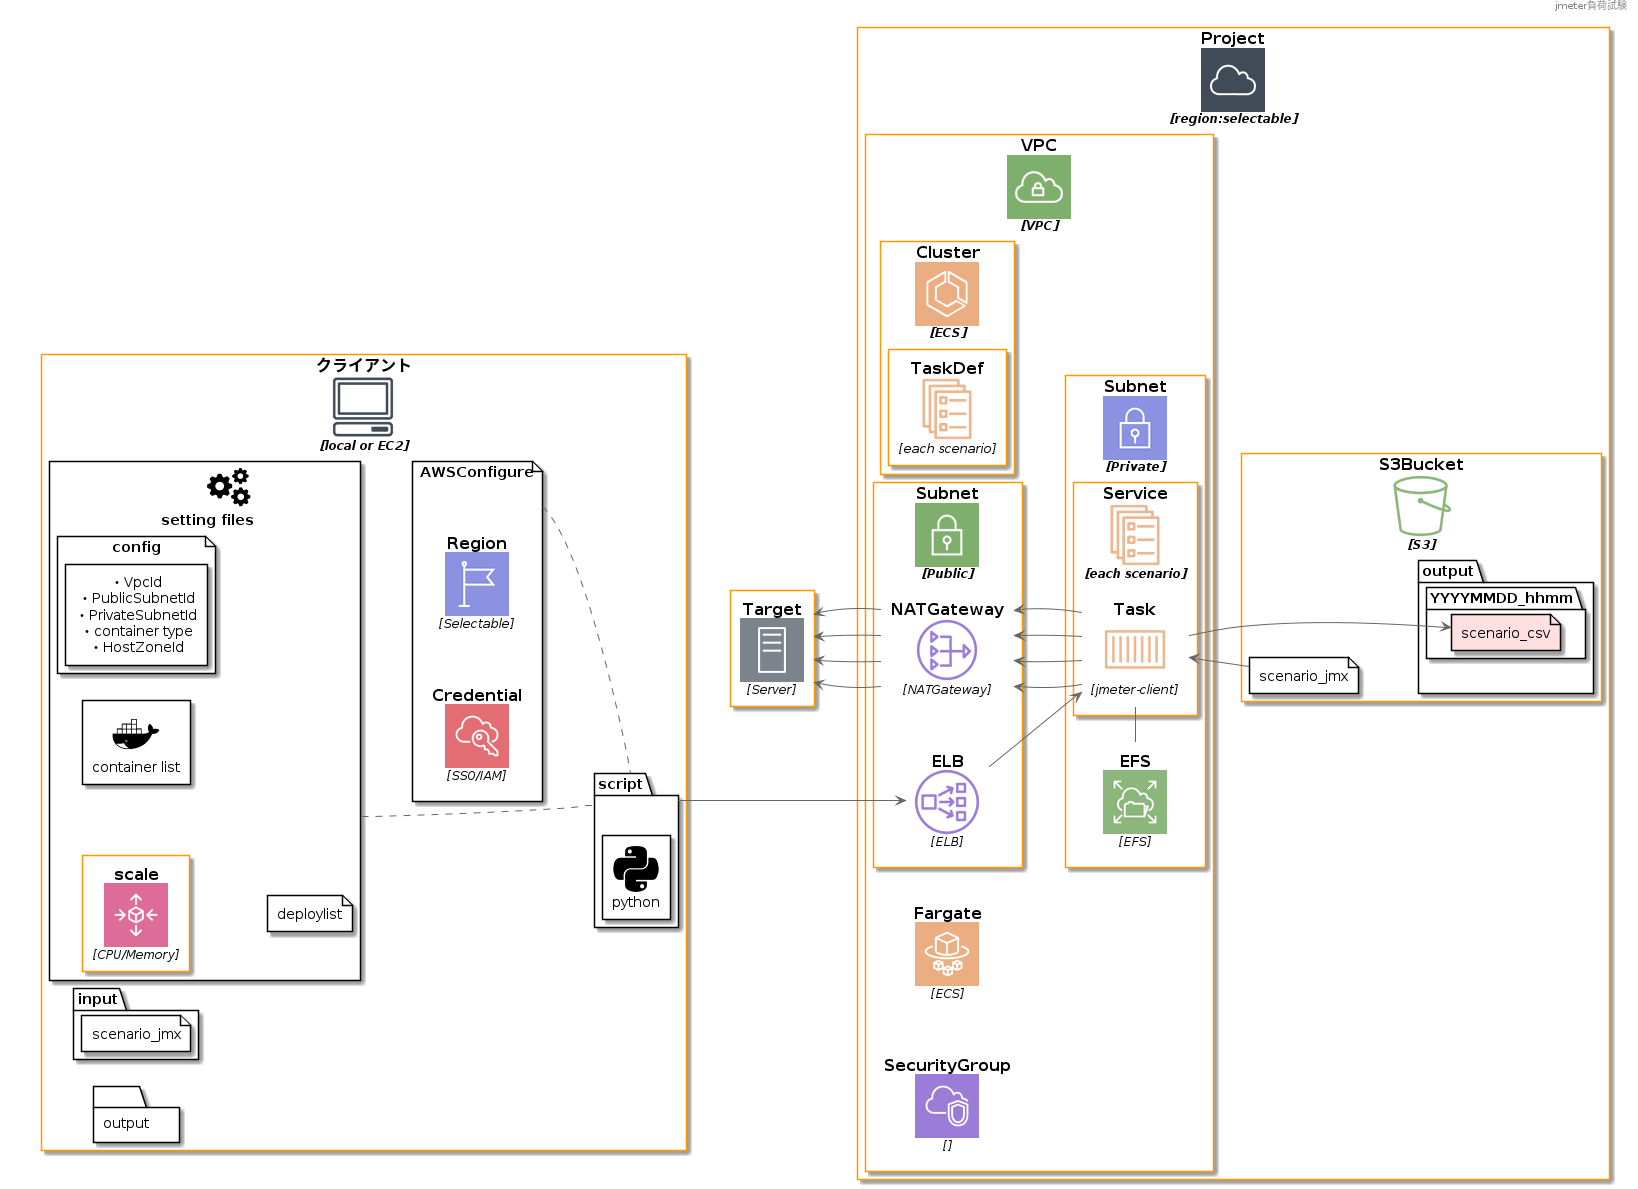 jmeter負荷試験
Project
[region:selectable]
VPC
[VPC]
Cluster
[ECS]
TaskDef
[each scenario]
Subnet
[Private]
Subnet
[Public]
Service
[each scenario]
Target
[Server]
NATGateway
[NATGateway]
Task
[jmeter-client]
ELB
[ELB]
EFS
[EFS]
Fargate
[ECS]
SecurityGroup
[]
S3Bucket
[S3]
output
YYYYMMDD_hhmm
scenario_csv
scenario_jmx
クライアント
[local or EC2]
setting files
config
• VpcId
• PublicSubnetId
• PrivateSubnetId
• container type
• HostZoneId
container list
scale
[CPU/Memory]
deploylist
AWSConfigure
Region
[Selectable]
Credential
[SSO/IAM]
script
python
input
scenario_jmx
output